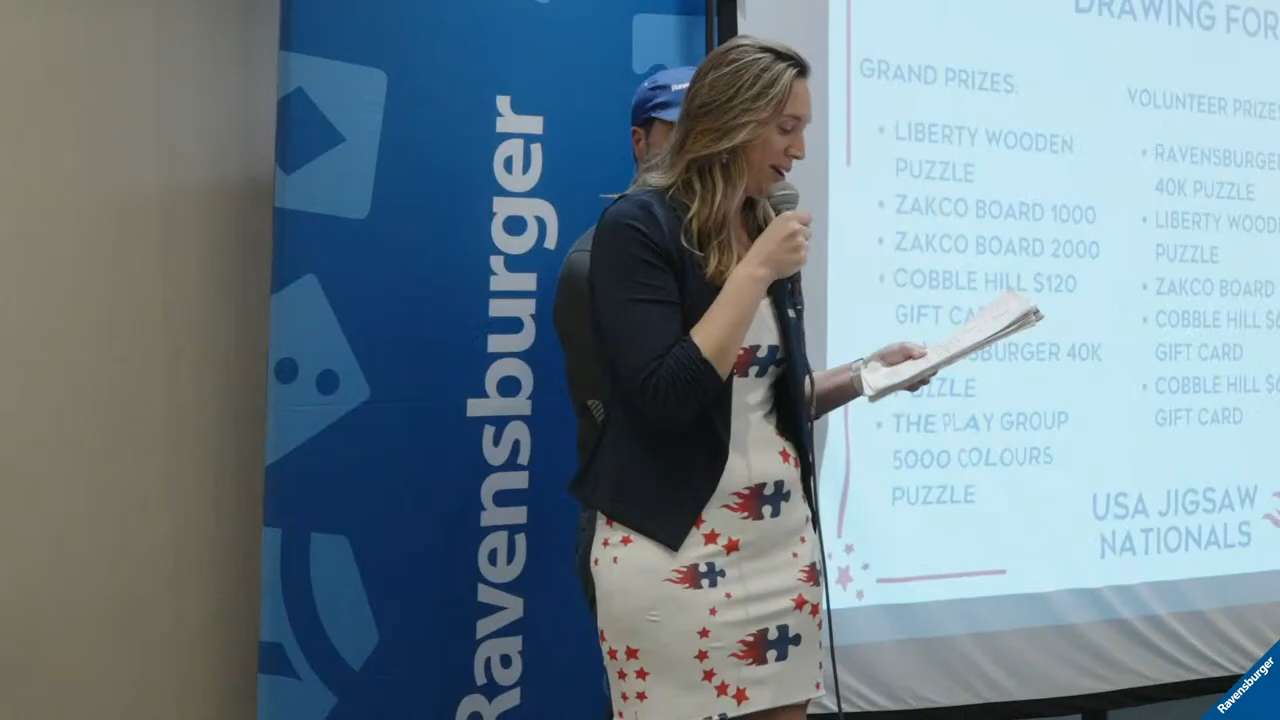 Ravensburger
DRAWING FOR
GRAND PRIZES:
• LIBERTY WOODEN
PUZZLE
• ZAKCO BOARD 1000
• ZAKCO BOARD 2000
• COBBLE HILL $120
GIFT
BURGER 40K
PUZZLE
• THE PLAY GROUP
5000 COLOURS
PUZZLE
VOLUNTEER PRIZES
• RAVENSBURGER
40K PUZZLE
• LIBERTY WOOD
PUZZLE
• ZAKCO BOARD
• COBBLE HILL $
GIFT CARD
• COBBLE HILL $
GIFT CARD
USA JIGSAW
NATIONALS
Ravensburger